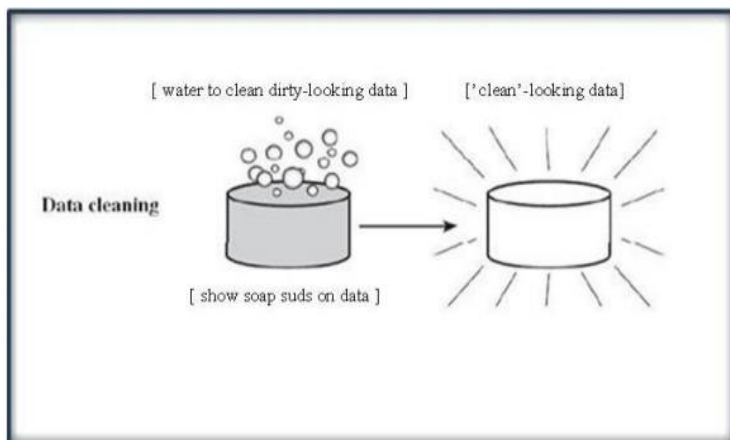 [ water to clean dirty-looking data ]
['clean'-looking data]
Data cleaning
[ show soap suds on data ]